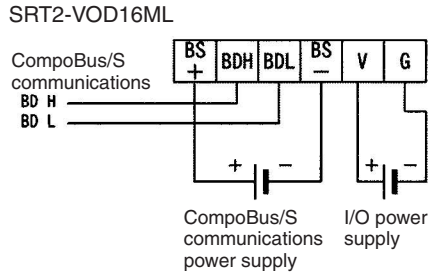 SRT2-VOD16ML
CompoBus/S
communications
BD H
BD L
BS + BDH BDL BS − V G
+ − + −
CompoBus/S
communications
power supply
I/O power
supply